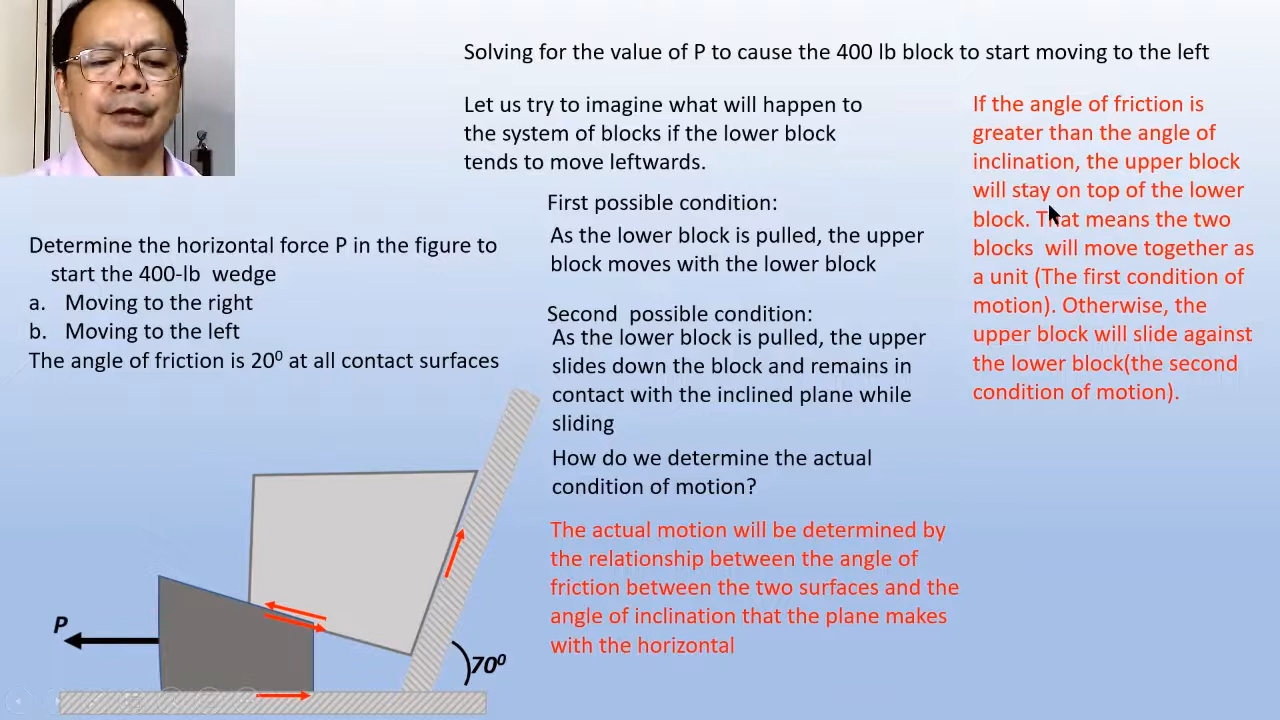 Solving for the value of P to cause the 400 lb block to start moving to the left
Let us try to imagine what will happen to
the system of blocks if the lower block
tends to move leftwards.
First possible condition:
As the lower block is pulled, the upper
block moves with the lower block
Second  possible condition:
As the lower block is pulled, the upper
slides down the block and remains in
contact with the inclined plane while
sliding
How do we determine the actual
condition of motion?
The actual motion will be determined by
the relationship between the angle of
friction between the two surfaces and the
angle of inclination that the plane makes
with the horizontal
If the angle of friction is
greater than the angle of
inclination, the upper block
will stay on top of the lower
block. That means the two
blocks  will move together as
a unit (The first condition of
motion). Otherwise, the
upper block will slide against
the lower block(the second
condition of motion).
Determine the horizontal force P in the figure to
start the 400-lb  wedge
a. Moving to the right
b. Moving to the left
The angle of friction is 20⁰ at all contact surfaces
P
70⁰